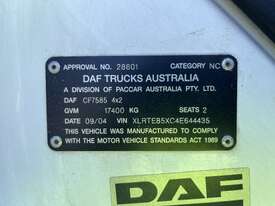 APPROVAL NO. 28601 CATEGORY NC
DAF TRUCKS AUSTRALIA
A DIVISION OF PACCAR AUSTRALIA PTY. LTD.
DAF CF7585 4x2
GVM 17400 KG SEATS 2
DATE 09/04 VIN XLRTE85XC4E644435
THIS VEHICLE WAS MANUFACTURED TO COMPLY
WITH THE MOTOR VEHICLE STANDARDS ACT 1989
DAF